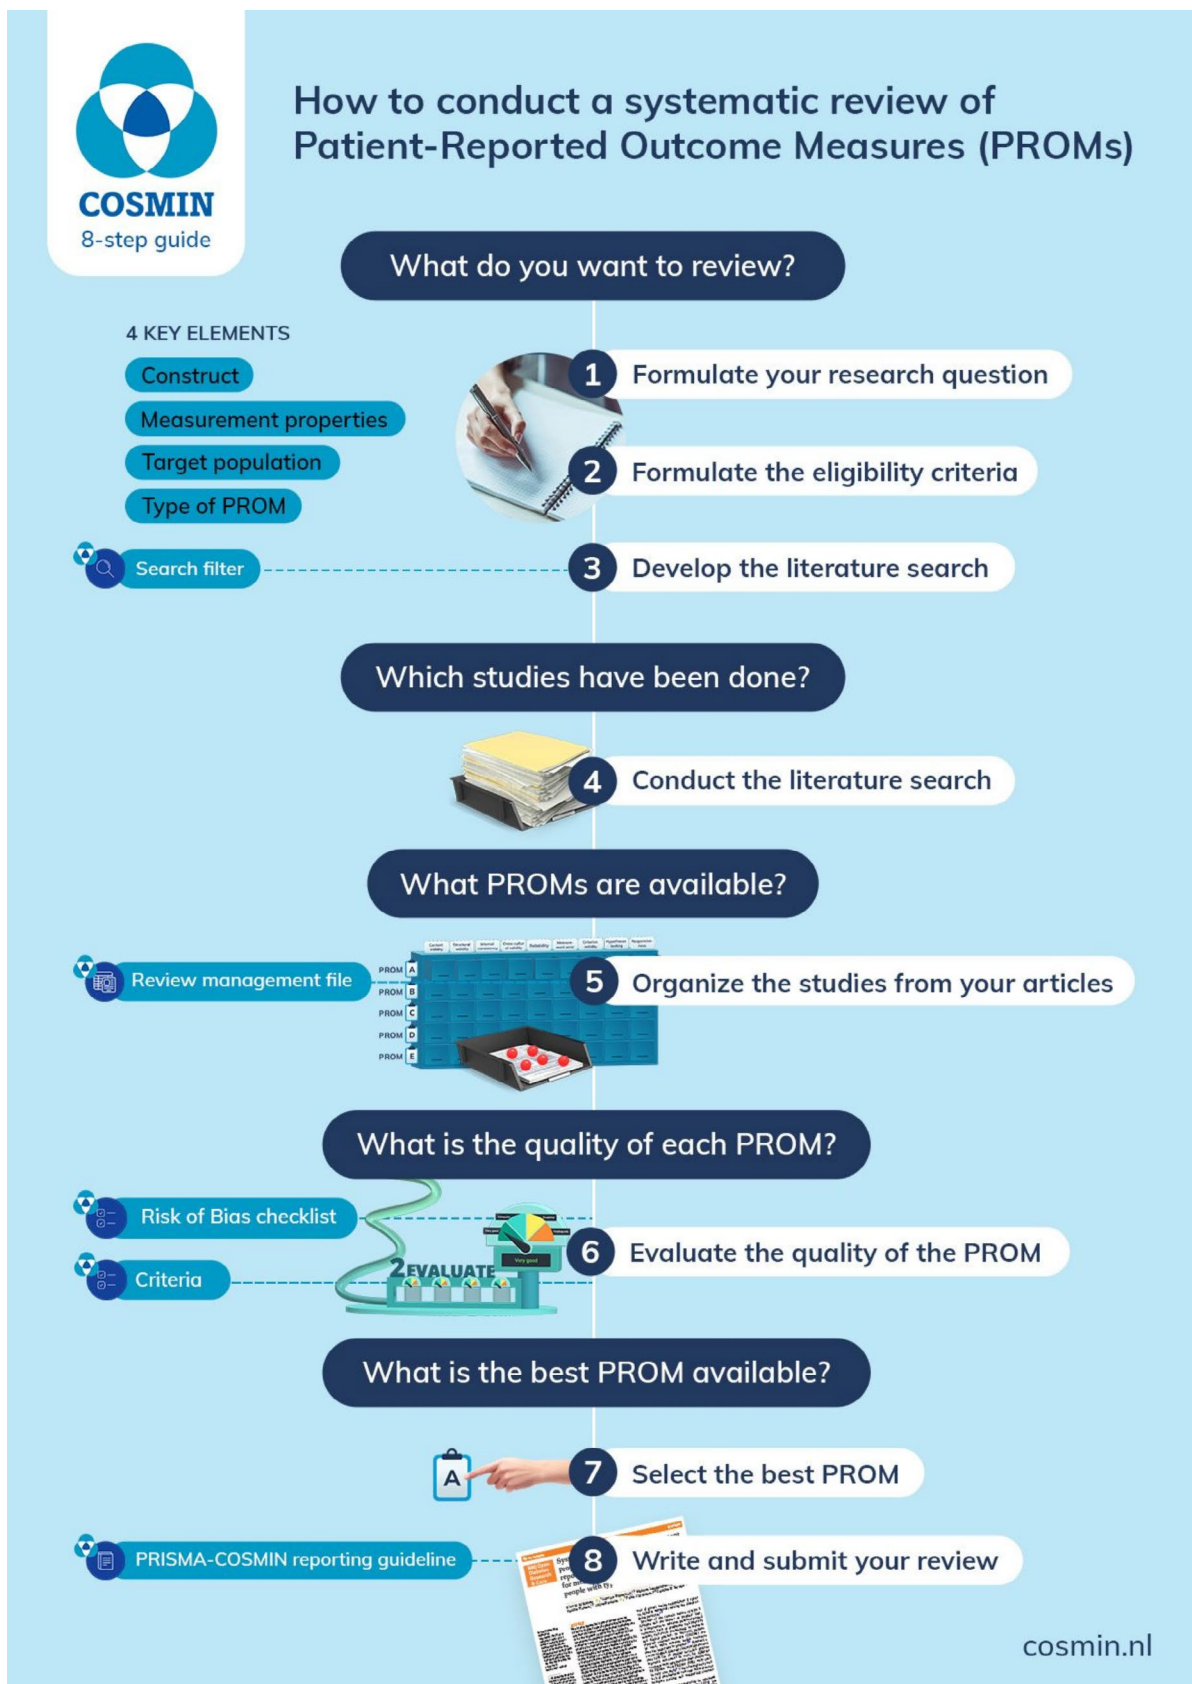 COSMIN
8-step guide
How to conduct a systematic review of
Patient-Reported Outcome Measures (PROMs)
What do you want to review?
4 KEY ELEMENTS
Construct
Measurement properties
Target population
Type of PROM
1 Formulate your research question
2 Formulate the eligibility criteria
Search filter
3 Develop the literature search
Which studies have been done?
4 Conduct the literature search
What PROMs are available?
Review management file
PROM A
PROM B
PROM C
PROM D
PROM E
5 Organize the studies from your articles
What is the quality of each PROM?
Risk of Bias checklist
Criteria
2EVALUATE
Very good
6 Evaluate the quality of the PROM
What is the best PROM available?
A
7 Select the best PROM
PRISMA-COSMIN reporting guideline
8 Write and submit your review
people with ty
cosmin.nl